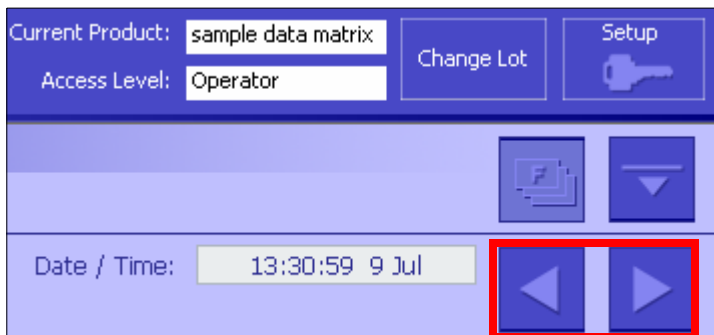 Current Product: sample data matrix
Change Lot
Setup
Access Level: Operator
F
Date / Time: 13:30:59 9 Jul